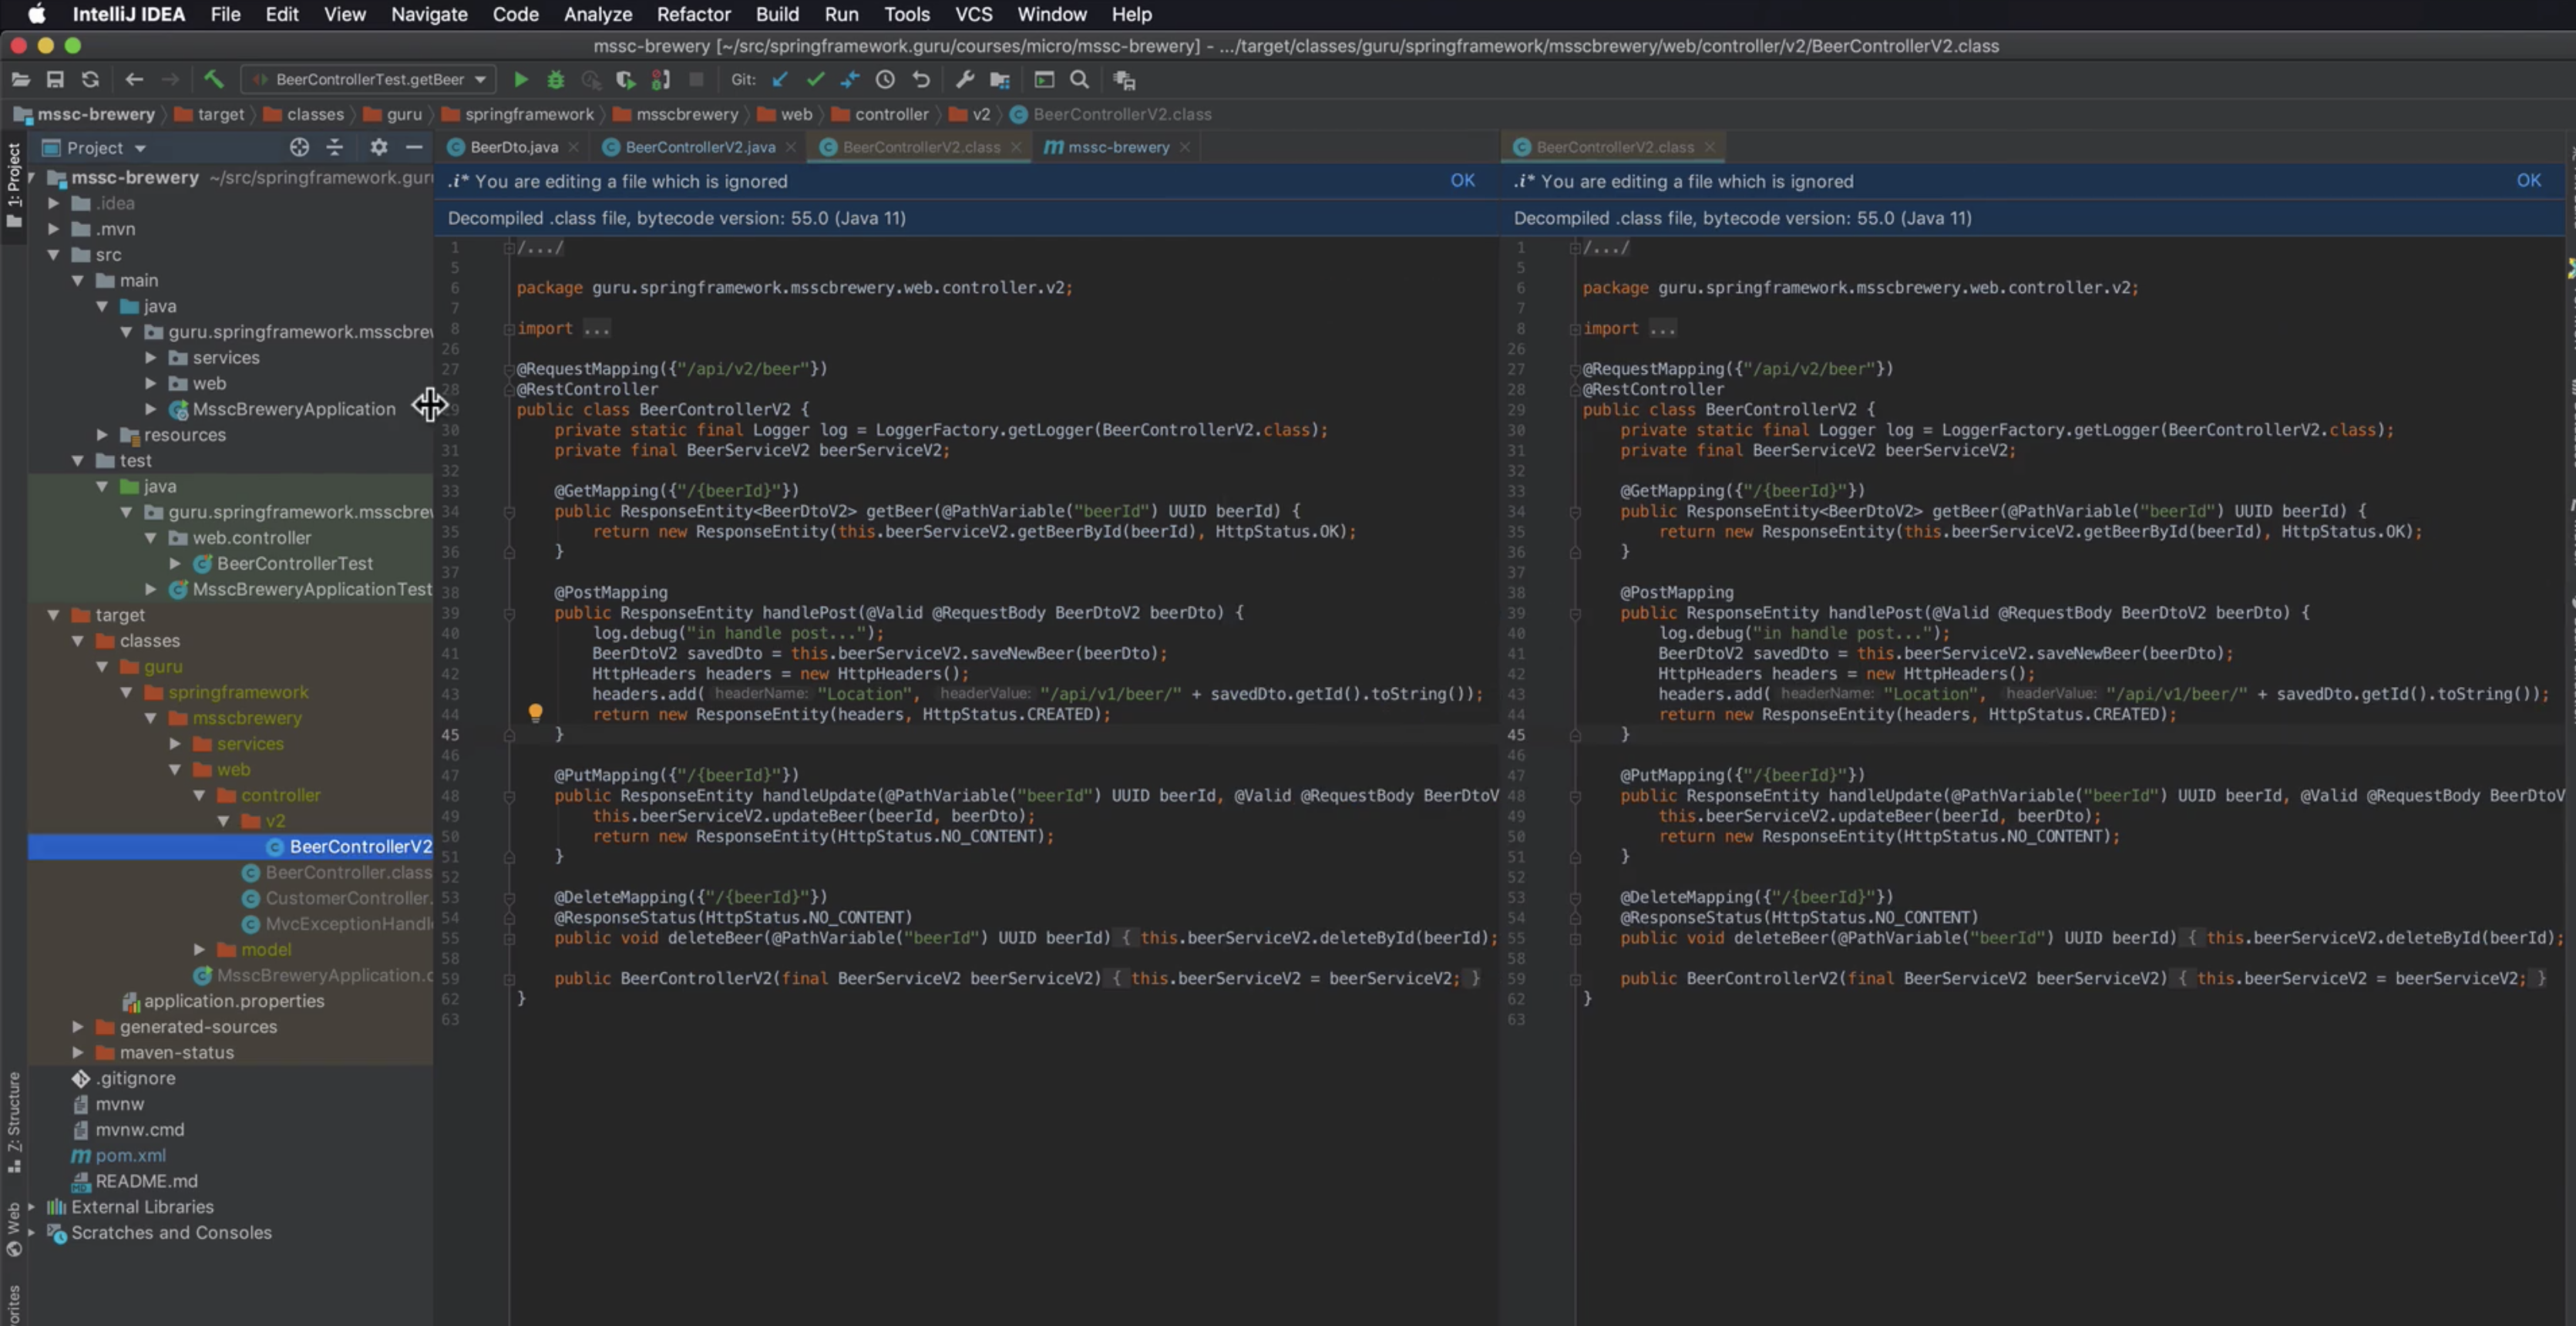 IntelliJ IDEA File Edit View Navigate Code Analyze Refactor Build Run Tools VCS Window Help
mssc-brewery [~/src/springframework.guru/courses/micro/mssc-brewery] - .../target/classes/guru/springframework/msscbrewery/web/controller/v2/BeerControllerV2.class
BeerControllerTest.getBeer Git:
mssc-brewery target classes guru springframework msscbrewery web controller v2 BeerControllerV2.class
1: Project
Z: Structure
Web
Project
mssc-brewery ~/src/springframework.guru
.idea
.mvn
src
main
java
guru.springframework.msscbrew
services
web
MsscBreweryApplication
resources
test
java
guru.springframework.msscbrew
web.controller
BeerControllerTest
MsscBreweryApplicationTest
target
classes
guru
springframework
msscbrewery
services
web
controller
v2
BeerControllerV2
BeerController.class
CustomerController.
MvcExceptionHandl
model
MsscBreweryApplication.c
application.properties
generated-sources
maven-status
.gitignore
mvnw
mvnw.cmd
pom.xml
README.md
External Libraries
Scratches and Consoles
BeerDto.java BeerControllerV2.java BeerControllerV2.class mssc-brewery
.i* You are editing a file which is ignored OK
Decompiled .class file, bytecode version: 55.0 (Java 11)
1 /.../
5
6 package guru.springframework.msscbrewery.web.controller.v2;
7
8 import ...
26
27 @RequestMapping({"/api/v2/beer"})
28 @RestController
29 public class BeerControllerV2 {
30 private static final Logger log = LoggerFactory.getLogger(BeerControllerV2.class);
31 private final BeerServiceV2 beerServiceV2;
32
33 @GetMapping({"/{beerId}"})
34 public ResponseEntity<BeerDtoV2> getBeer(@PathVariable("beerId") UUID beerId) {
35 return new ResponseEntity(this.beerServiceV2.getBeerById(beerId), HttpStatus.OK);
36 }
37
38 @PostMapping
39 public ResponseEntity handlePost(@Valid @RequestBody BeerDtoV2 beerDto) {
40 log.debug("in handle post...");
41 BeerDtoV2 savedDto = this.beerServiceV2.saveNewBeer(beerDto);
42 HttpHeaders headers = new HttpHeaders();
43 headers.add( headerName: "Location", headerValue: "/api/v1/beer/" + savedDto.getId().toString());
44 return new ResponseEntity(headers, HttpStatus.CREATED);
45 }
46
47 @PutMapping({"/{beerId}"})
48 public ResponseEntity handleUpdate(@PathVariable("beerId") UUID beerId, @Valid @RequestBody BeerDtoV
49 this.beerServiceV2.updateBeer(beerId, beerDto);
50 return new ResponseEntity(HttpStatus.NO_CONTENT);
51 }
52
53 @DeleteMapping({"/{beerId}"})
54 @ResponseStatus(HttpStatus.NO_CONTENT)
55 public void deleteBeer(@PathVariable("beerId") UUID beerId) { this.beerServiceV2.deleteById(beerId);
58
59 public BeerControllerV2(final BeerServiceV2 beerServiceV2) { this.beerServiceV2 = beerServiceV2; }
62 }
63
BeerControllerV2.class
.i* You are editing a file which is ignored OK
Decompiled .class file, bytecode version: 55.0 (Java 11)
1 /.../
5
6 package guru.springframework.msscbrewery.web.controller.v2;
7
8 import ...
26
27 @RequestMapping({"/api/v2/beer"})
28 @RestController
29 public class BeerControllerV2 {
30 private static final Logger log = LoggerFactory.getLogger(BeerControllerV2.class);
31 private final BeerServiceV2 beerServiceV2;
32
33 @GetMapping({"/{beerId}"})
34 public ResponseEntity<BeerDtoV2> getBeer(@PathVariable("beerId") UUID beerId) {
35 return new ResponseEntity(this.beerServiceV2.getBeerById(beerId), HttpStatus.OK);
36 }
37
38 @PostMapping
39 public ResponseEntity handlePost(@Valid @RequestBody BeerDtoV2 beerDto) {
40 log.debug("in handle post...");
41 BeerDtoV2 savedDto = this.beerServiceV2.saveNewBeer(beerDto);
42 HttpHeaders headers = new HttpHeaders();
43 headers.add( headerName: "Location", headerValue: "/api/v1/beer/" + savedDto.getId().toString());
44 return new ResponseEntity(headers, HttpStatus.CREATED);
45 }
46
47 @PutMapping({"/{beerId}"})
48 public ResponseEntity handleUpdate(@PathVariable("beerId") UUID beerId, @Valid @RequestBody BeerDtoV
49 this.beerServiceV2.updateBeer(beerId, beerDto);
50 return new ResponseEntity(HttpStatus.NO_CONTENT);
51 }
52
53 @DeleteMapping({"/{beerId}"})
54 @ResponseStatus(HttpStatus.NO_CONTENT)
55 public void deleteBeer(@PathVariable("beerId") UUID beerId) { this.beerServiceV2.deleteById(beerId);
58
59 public BeerControllerV2(final BeerServiceV2 beerServiceV2) { this.beerServiceV2 = beerServiceV2; }
62 }
63